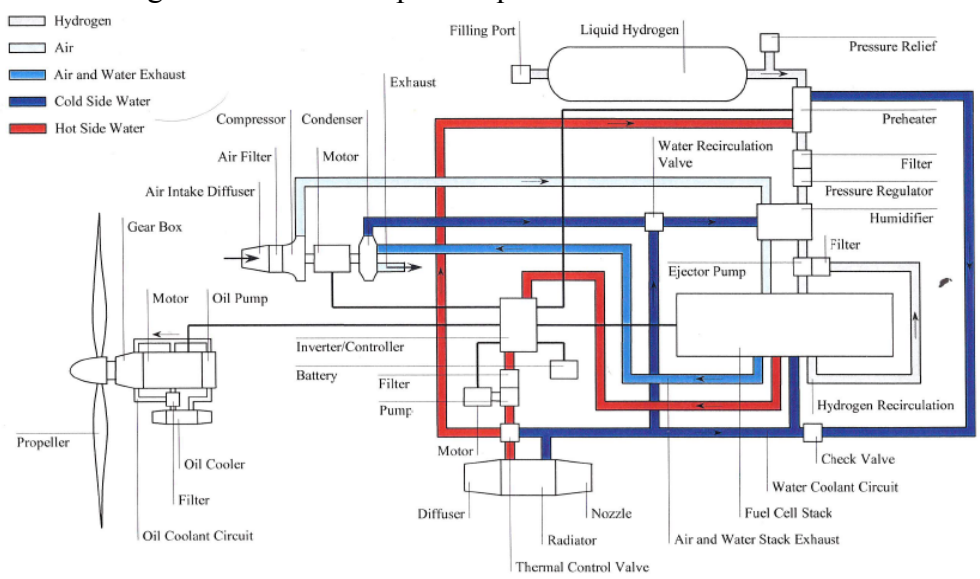 Hydrogen
Air
Air and Water Exhaust
Cold Side Water
Hot Side Water
Filling Port
Liquid Hydrogen
Pressure Relief
Exhaust
Compressor
Condenser
Preheater
Air Filter
Motor
Water Recirculation
Valve
Filter
Air Intake Diffuser
Pressure Regulator
Gear Box
Humidifier
Filter
Ejector Pump
Motor
Oil Pump
Inverter/Controller
Battery
Filter
Pump
Hydrogen Recirculation
Propeller
Motor
Oil Cooler
Check Valve
Water Coolant Circuit
Filter
Diffuser
Nozzle
Fuel Cell Stack
Oil Coolant Circuit
Radiator
Air and Water Stack Exhaust
Thermal Control Valve